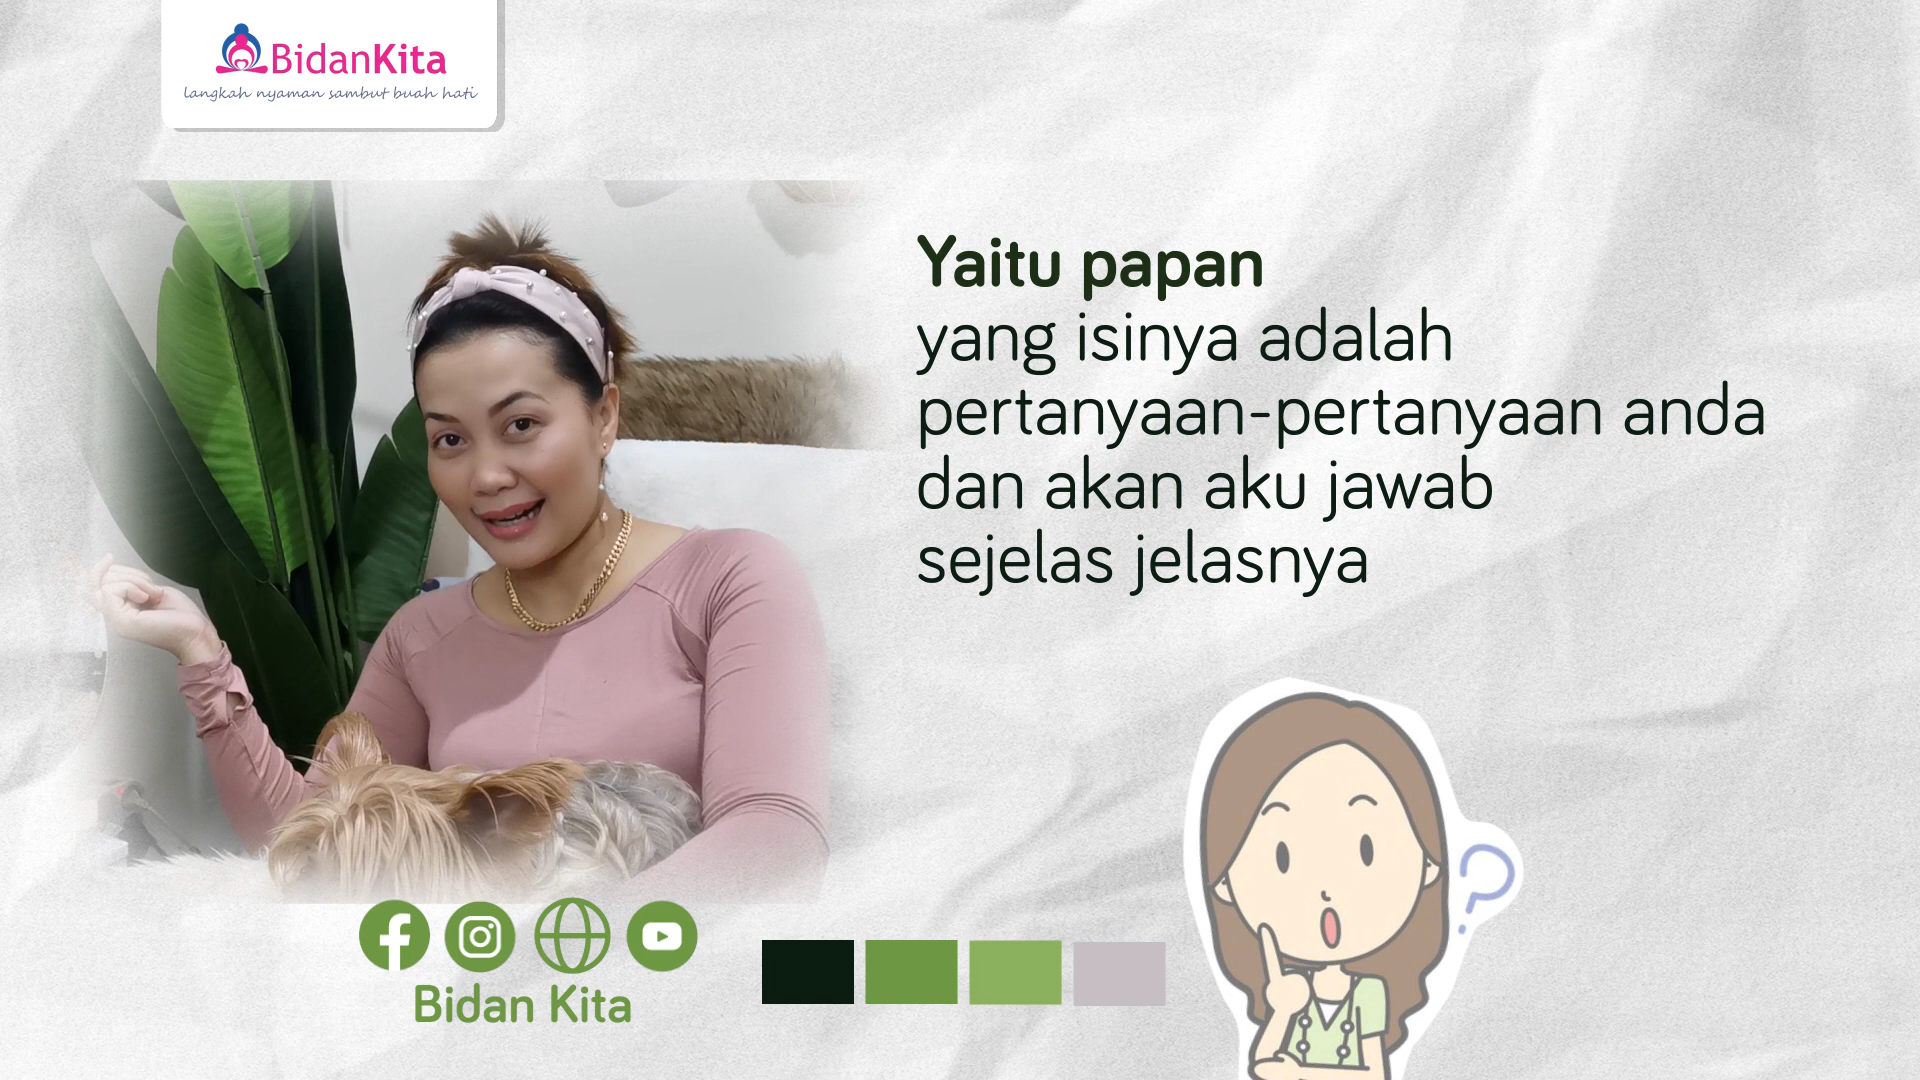 BidanKita
langkah nyaman sambut buah hati
Yaitu papan
yang isinya adalah
pertanyaan-pertanyaan anda
dan akan aku jawab
sejelas jelasnya
?
Bidan Kita